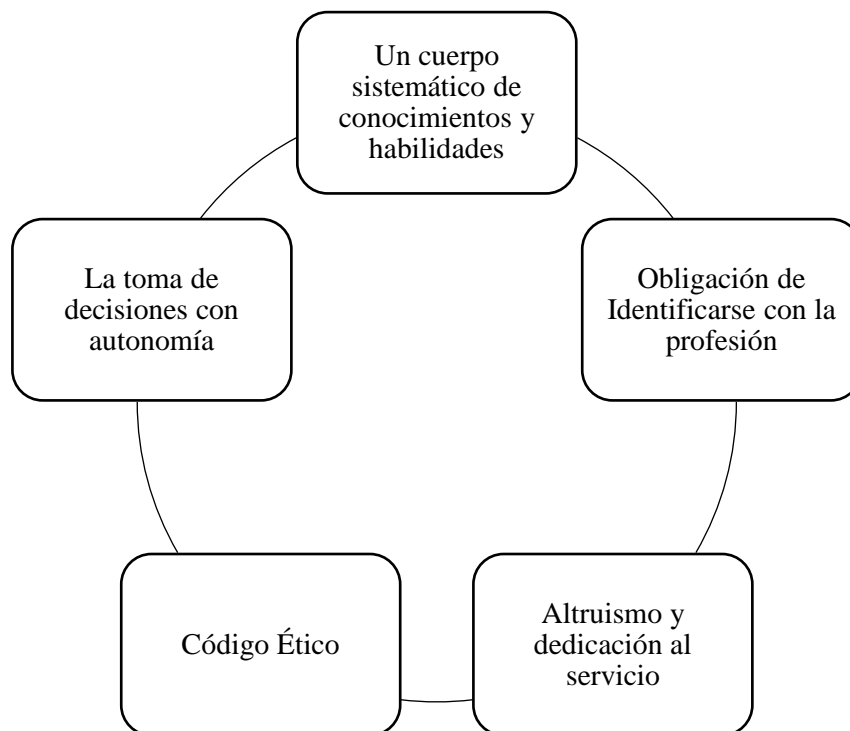 Un cuerpo
sistemático de
conocimientos y
habilidades
Obligación de
Identificarse con la
profesión
Altruismo y
dedicación al
servicio
Código Ético
La toma de
decisiones con
autonomía